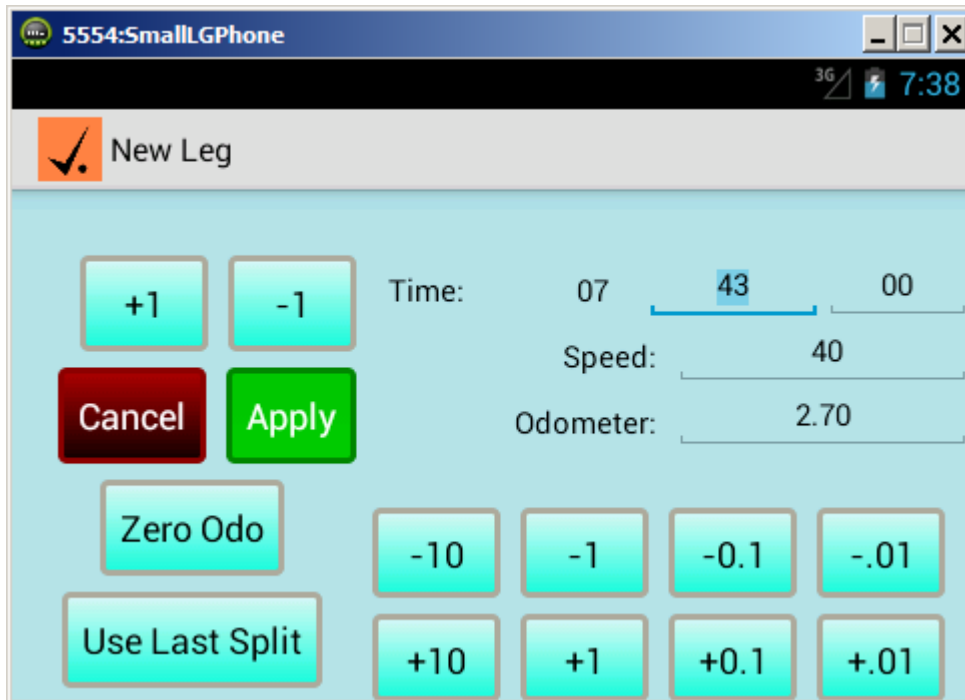 5554:SmallLGPhone
3G 7:38
New Leg
+1 -1 Time: 07 43 00
Speed: 40
Cancel Apply Odometer: 2.70
Zero Odo
-10 -1 -0.1 -.01
Use Last Split
+10 +1 +0.1 +.01